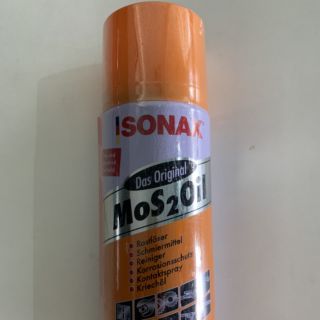 SONAX
Das Original
MoS2Oil
• Rostlöser
• Schmiermittel
• Reiniger
• Korrosionsschutz
• Kontaktspray
• Kriechöl